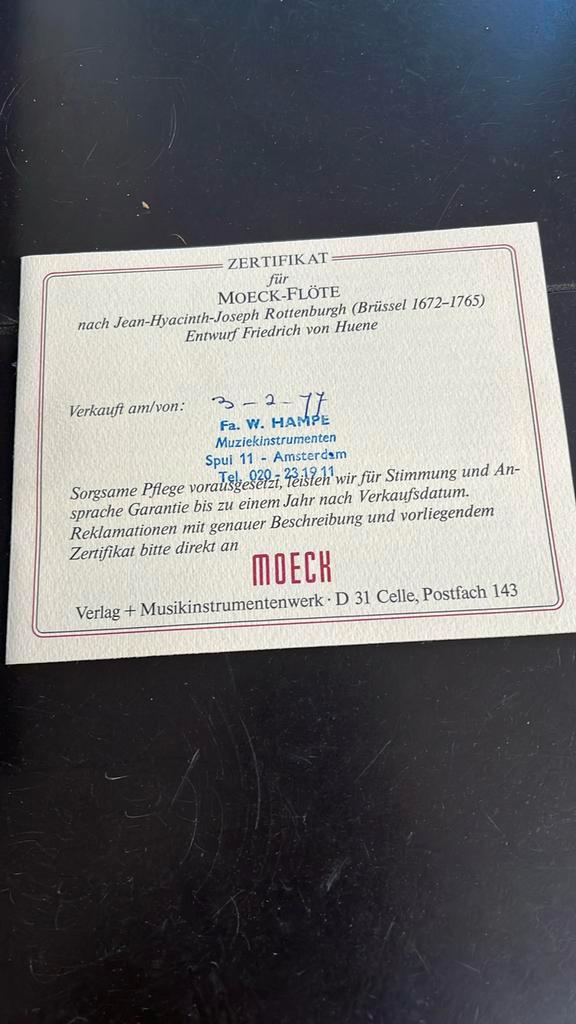 ZERTIFIKAT
für
MOECK-FLÖTE
nach Jean-Hyacinth-Joseph Rottenburgh (Brüssel 1672–1765)
Entwurf Friedrich von Huene
Verkauft am/von: 3-2-77
Fa. W. HAMPE
Muziekinstrumenten
Spui 11 - Amsterdam
Tel. 020-231911
Sorgsame Pflege vorausgesetzt, leisten wir für Stimmung und An-
sprache Garantie bis zu einem Jahr nach Verkaufsdatum.
Reklamationen mit genauer Beschreibung und vorliegendem
Zertifikat bitte direkt an
MOECK
Verlag + Musikinstrumentenwerk · D 31 Celle, Postfach 143